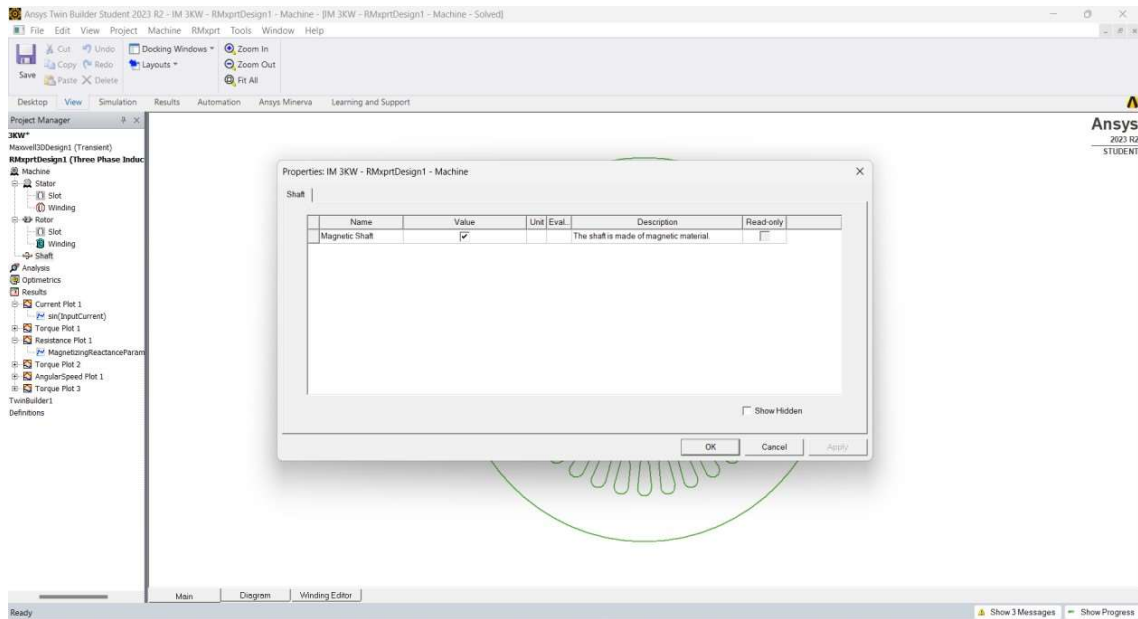 Ansys Twin Builder Student 2023 R2 - IM 3KW - RMxprtDesign1 - Machine - [IM 3KW - RMxprtDesign1 - Machine - Solved]
File Edit View Project Machine RMxprt Tools Window Help
Save
Cut Undo Docking Windows Zoom In
Copy Redo Layouts Zoom Out
Paste Delete Fit All
Desktop View Simulation Results Automation Ansys Minerva Learning and Support
Project Manager
3KW*
Maxwell3DDesign1 (Transient)
RMxprtDesign1 (Three Phase Induc
Machine
Stator
Slot
Winding
Rotor
Slot
Winding
Shaft
Analysis
Optimetrics
Results
Current Plot 1
sin(InputCurrent)
Torque Plot 1
Resistance Plot 1
MagnetizingReactanceParam
Torque Plot 2
AngularSpeed Plot 1
Torque Plot 3
TwinBuilder1
Definitions
Ansys
2023 R2
STUDENT
Properties: IM 3KW - RMxprtDesign1 - Machine
Shaft
Name Value Unit Eval... Description Read-only
Magnetic Shaft The shaft is made of magnetic material.
Show Hidden
OK Cancel Apply
Main Diagram Winding Editor
Ready Show 3 Messages Show Progress